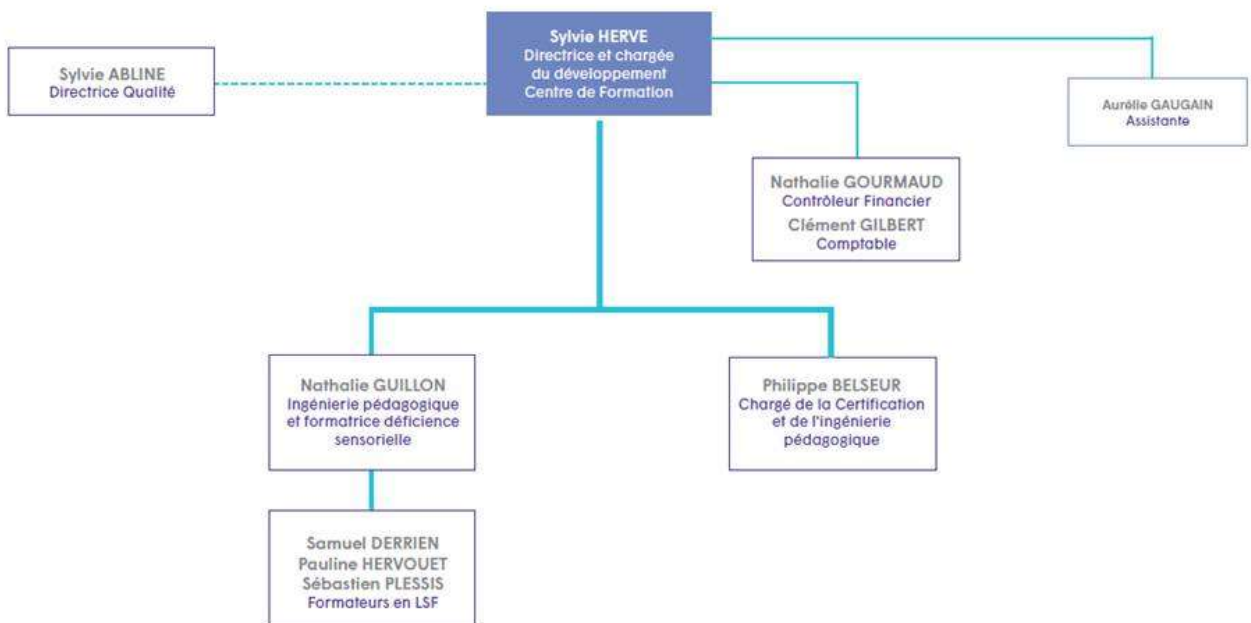 Sylvie HERVE
Directrice et chargée
du développement
Centre de Formation
Sylvie ABLINE
Directrice Qualité
Aurélie GAUGAIN
Assistante
Nathalie GOURMAUD
Contrôleur Financier
Clément GILBERT
Comptable
Nathalie GUILLON
Ingénierie pédagogique
et formatrice déficience
sensorielle
Philippe BELSEUR
Chargé de la Certification
et de l'ingénierie
pédagogique
Samuel DERRIEN
Pauline HERVOUET
Sébastien PLESSIS
Formateurs en LSF